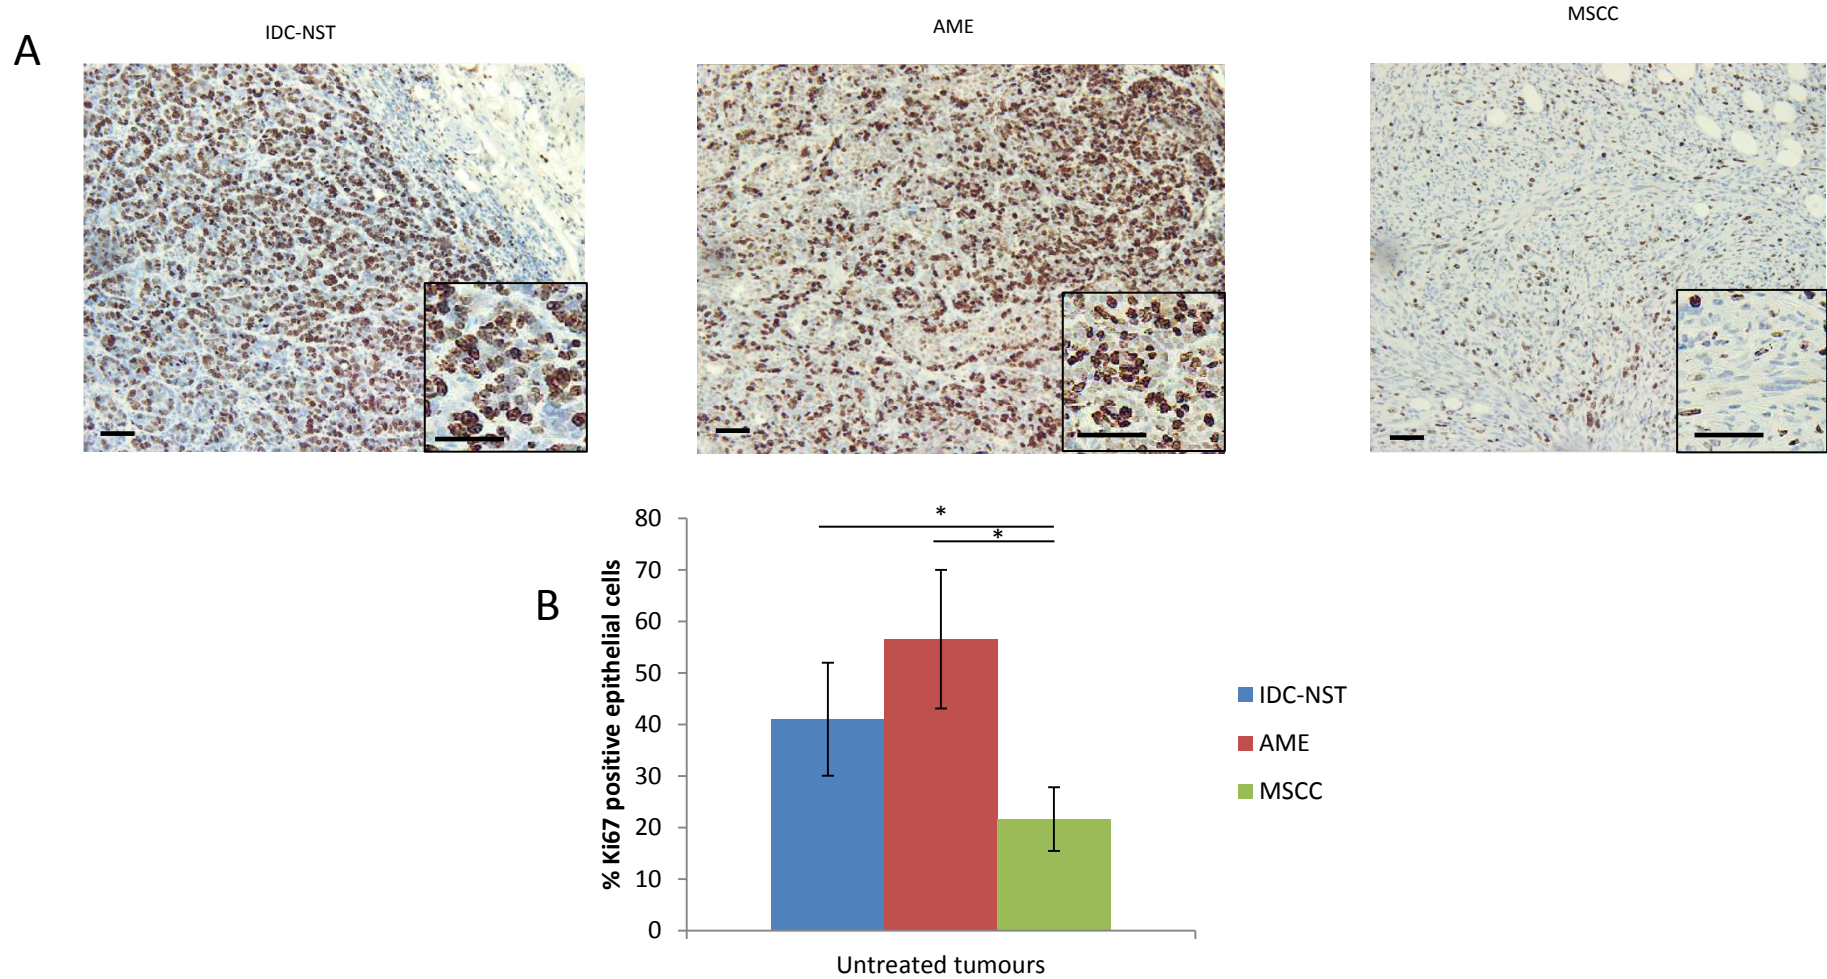 A
IDC-NST
AME
MSCC
B
% Ki67 positive epithelial cells
80
70
60
50
40
30
20
10
0
*
*
Untreated tumours
IDC-NST
AME
MSCC